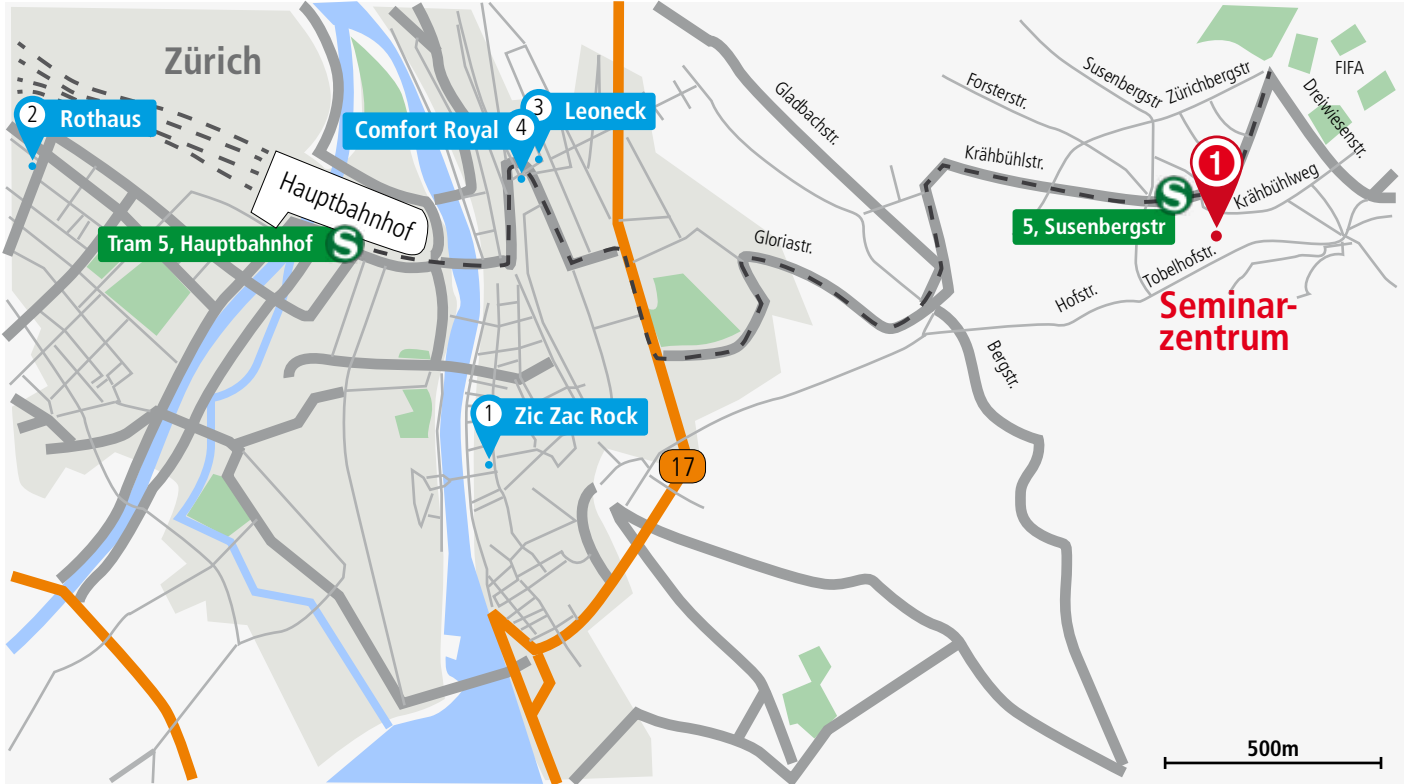 Zürich
2 Rothaus
3 Leoneck
Comfort Royal 4
Hauptbahnhof
Tram 5, Hauptbahnhof S
1 Zic Zac Rock
17
Gladbachstr.
Gloriastr.
Krähbühlstr.
Forsterstr.
Susenbergstr
Zürichbergstr
FIFA
Dreiwiesenstr.
1
S
5, Susenbergstr
Krähbühlweg
Tobelhofstr.
Hofstr.
Seminar-
zentrum
Bergstr.
500m